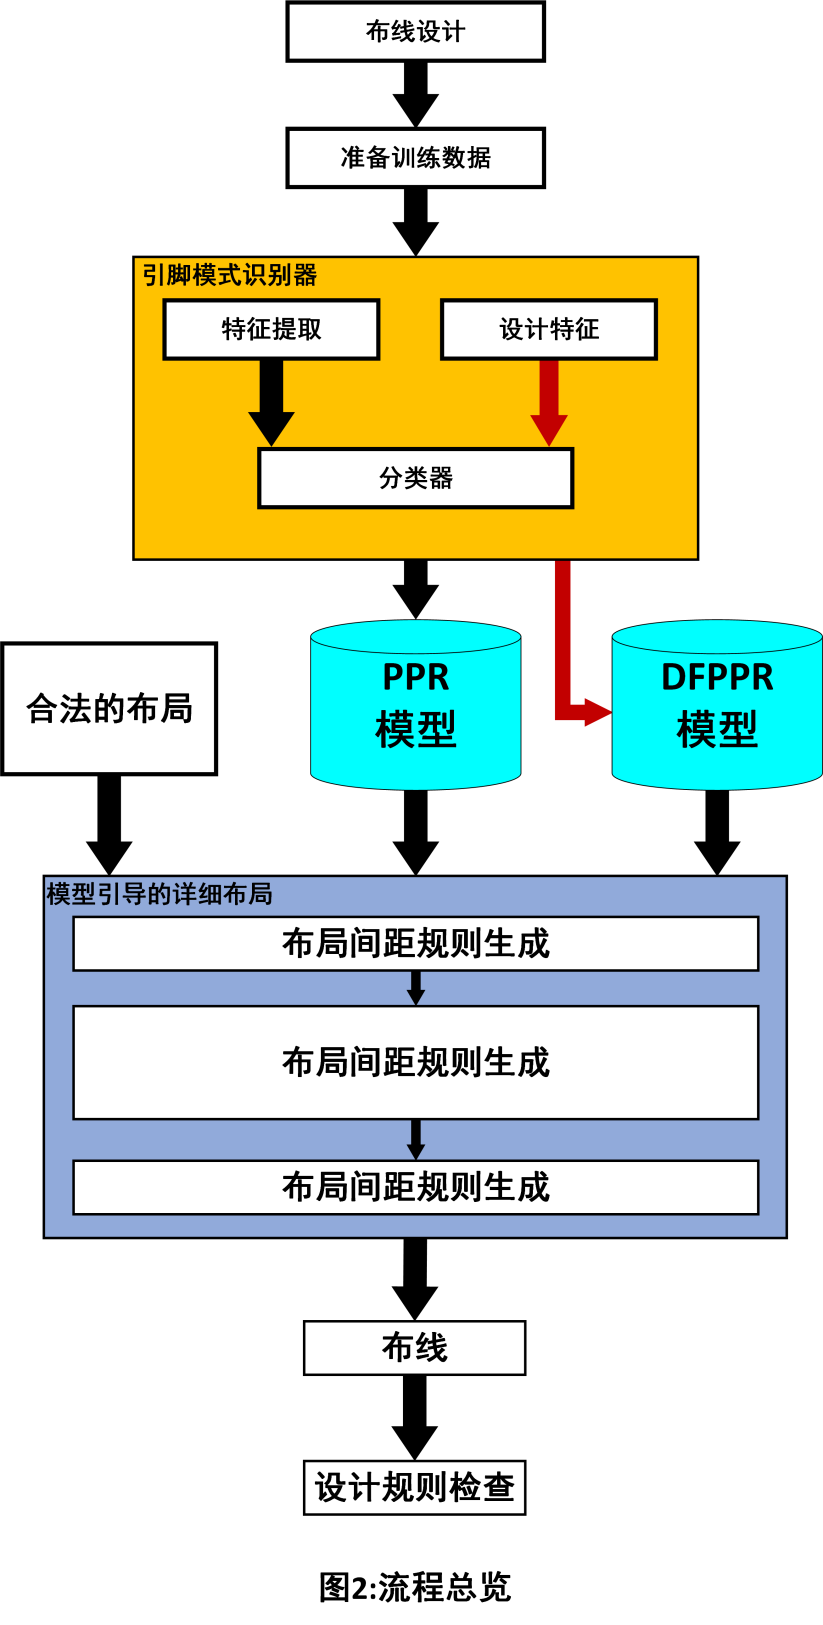 布线设计
准备训练数据
引脚模式识别器
特征提取
设计特征
分类器
合法的布局
PPR
模型
DFPPR
模型
模型引导的详细布局
布局间距规则生成
布局间距规则生成
布局间距规则生成
布线
设计规则检查
图2:流程总览